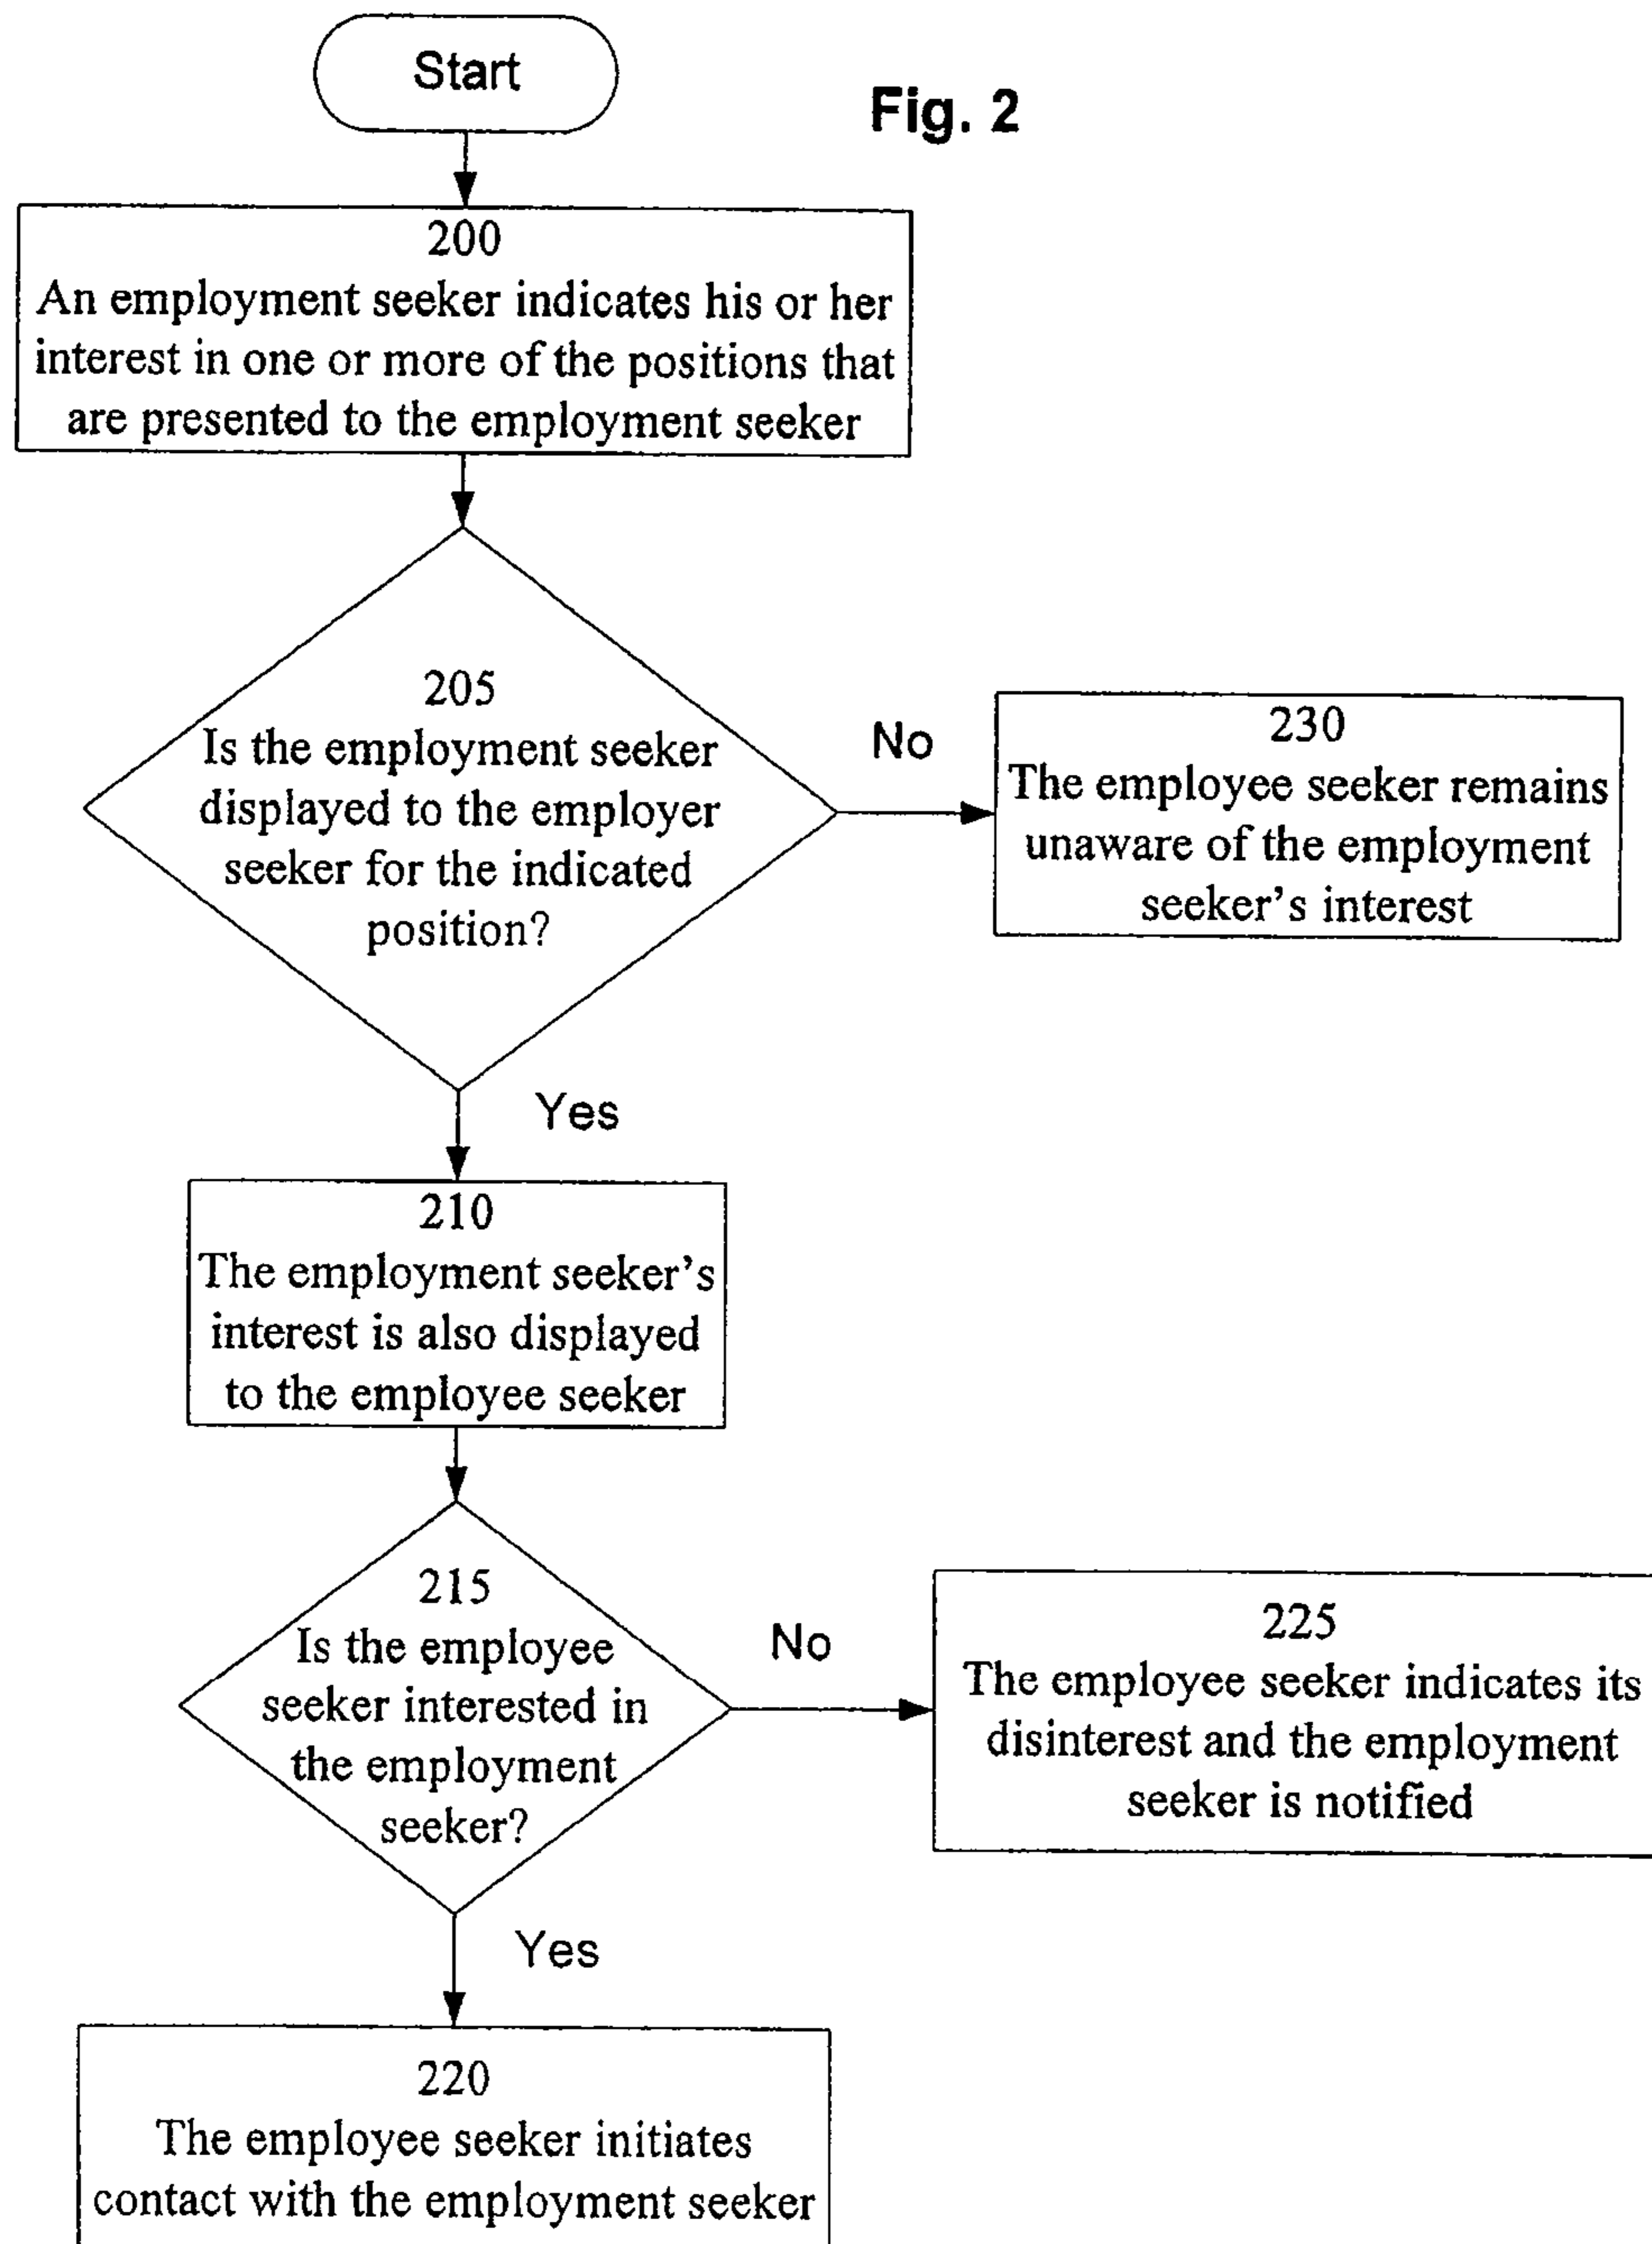 Start
Fig. 2
200
An employment seeker indicates his or her
interest in one or more of the positions that
are presented to the employment seeker
205
Is the employment seeker
displayed to the employer
seeker for the indicated
position?
No
230
The employee seeker remains
unaware of the employment
seeker's interest
Yes
210
The employment seeker's
interest is also displayed
to the employee seeker
215
Is the employee
seeker interested in
the employment
seeker?
No
225
The employee seeker indicates its
disinterest and the employment
seeker is notified
Yes
220
The employee seeker initiates
contact with the employment seeker